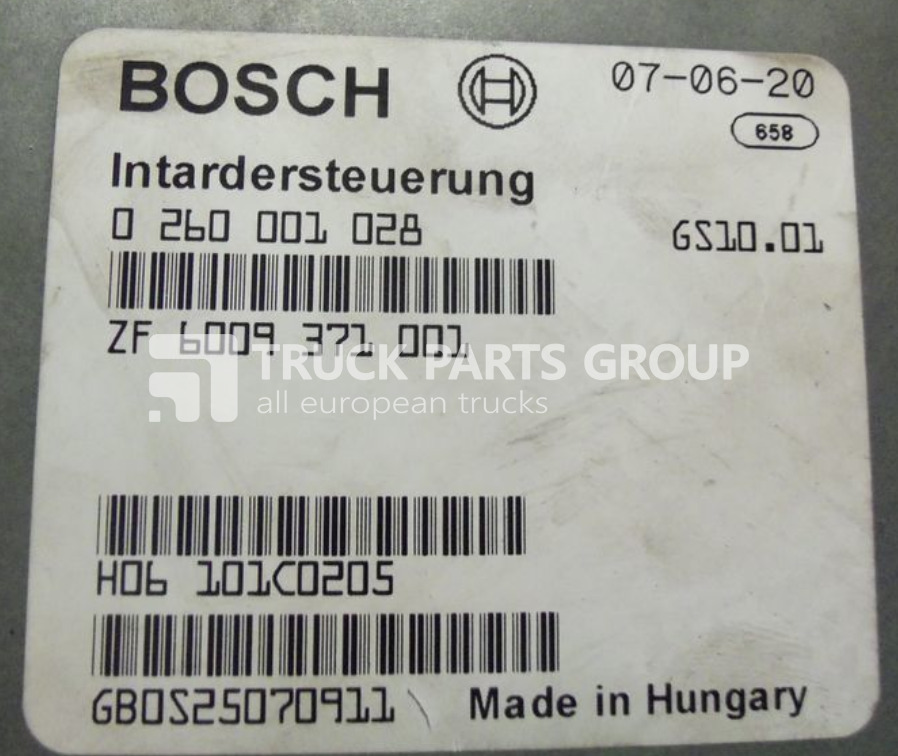 BOSCH 07-06-20
658
Intardersteuerung
0 260 001 028 GS10.01
ZF 6009 371 001
TRUCK PARTS GROUP
all european trucks
H06 101C0205
GB0S25070911 Made in Hungary